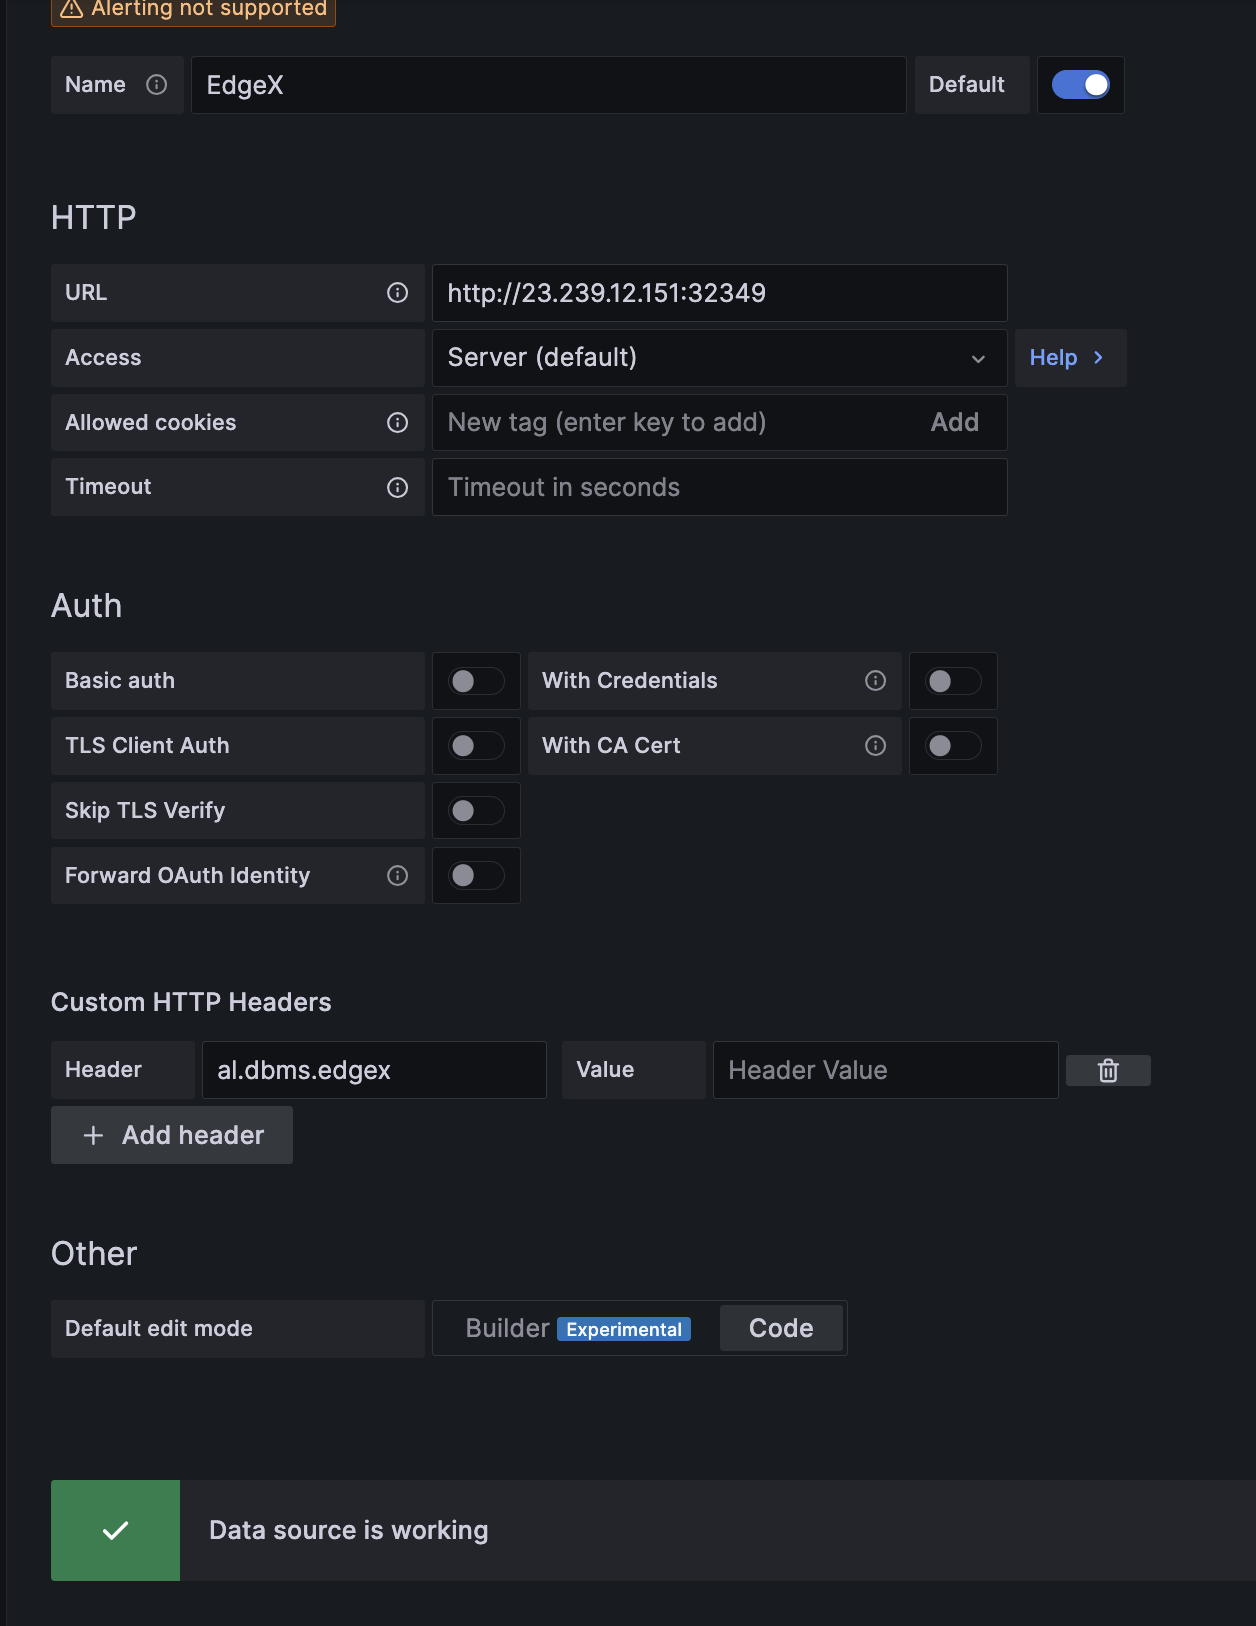 Alerting not supported
Name EdgeX Default
HTTP
URL http://23.239.12.151:32349
Access Server (default) Help
Allowed cookies New tag (enter key to add) Add
Timeout Timeout in seconds
Auth
Basic auth With Credentials
TLS Client Auth With CA Cert
Skip TLS Verify
Forward OAuth Identity
Custom HTTP Headers
Header al.dbms.edgex Value Header Value
Add header
Other
Default edit mode Builder Experimental Code
Data source is working